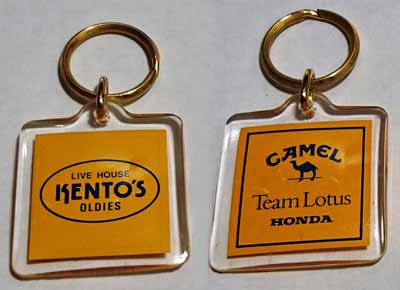 LIVE HOUSE
KENTO'S
OLDIES
CAMEL
Team Lotus
HONDA